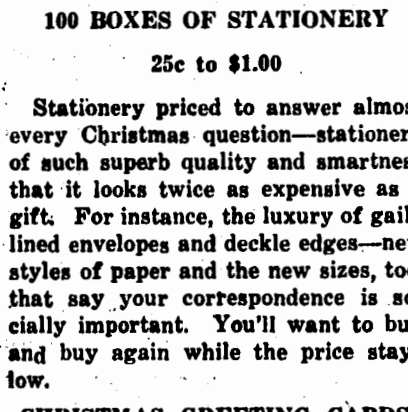 100 BOXES OF STATIONERY
25c to $1.00
Stationery priced to answer almos
every Christmas question—stationer
of such superb quality and smartnes
that it looks twice as expensive as
gift. For instance, the luxury of gail
lined envelopes and deckle edges—ne
styles of paper and the new sizes, to
that say your correspondence is so
cially important. You'll want to bu
and buy again while the price stay
low.
CHRISTMAS GREETING CARDS